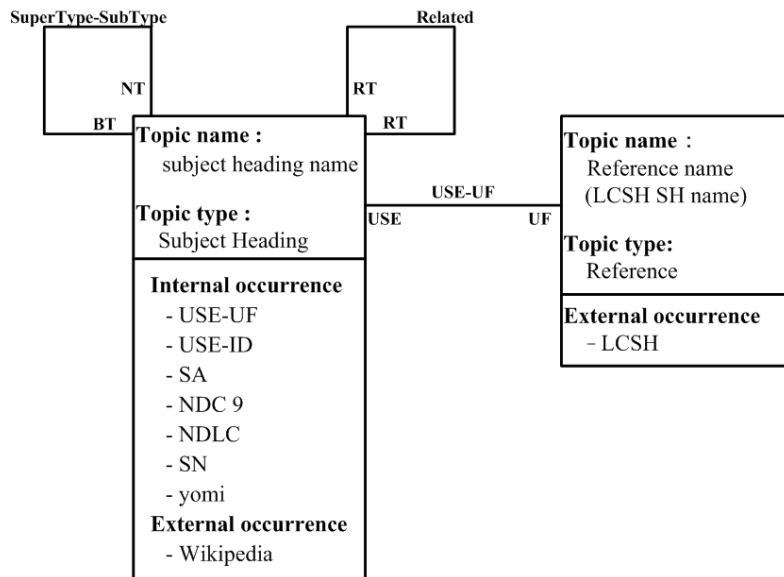 SuperType-SubType
Related
NT
RT
BT
RT
Topic name :
subject heading name
Topic type :
Subject Heading
Internal occurrence
- USE-UF
- USE-ID
- SA
- NDC 9
- NDLC
- SN
- yomi
External occurrence
- Wikipedia
USE-UF
USE
UF
Topic name :
Reference name
(LCSH SH name)
Topic type:
Reference
External occurrence
- LCSH